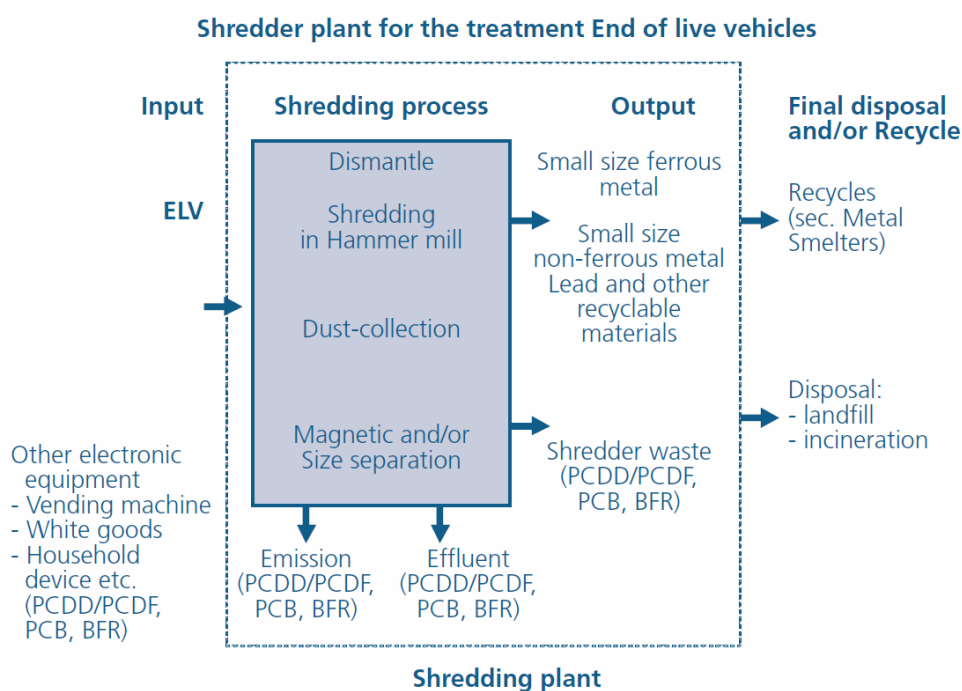 Shredder plant for the treatment End of live vehicles
Input
ELV
Other electronic
equipment
- Vending machine
- White goods
- Household
device etc.
(PCDD/PCDF,
PCB, BFR)
Shredding process
Dismantle
Shredding
in Hammer mill
Dust-collection
Magnetic and/or
Size separation
Emission
(PCDD/PCDF,
PCB, BFR)
Effluent
(PCDD/PCDF,
PCB, BFR)
Output
Small size ferrous
metal
Small size
non-ferrous metal
Lead and other
recyclable
materials
Shredder waste
(PCDD/PCDF,
PCB, BFR)
Final disposal
and/or Recycle
Recycles
(sec. Metal
Smelters)
Disposal:
- landfill
- incineration
Shredding plant